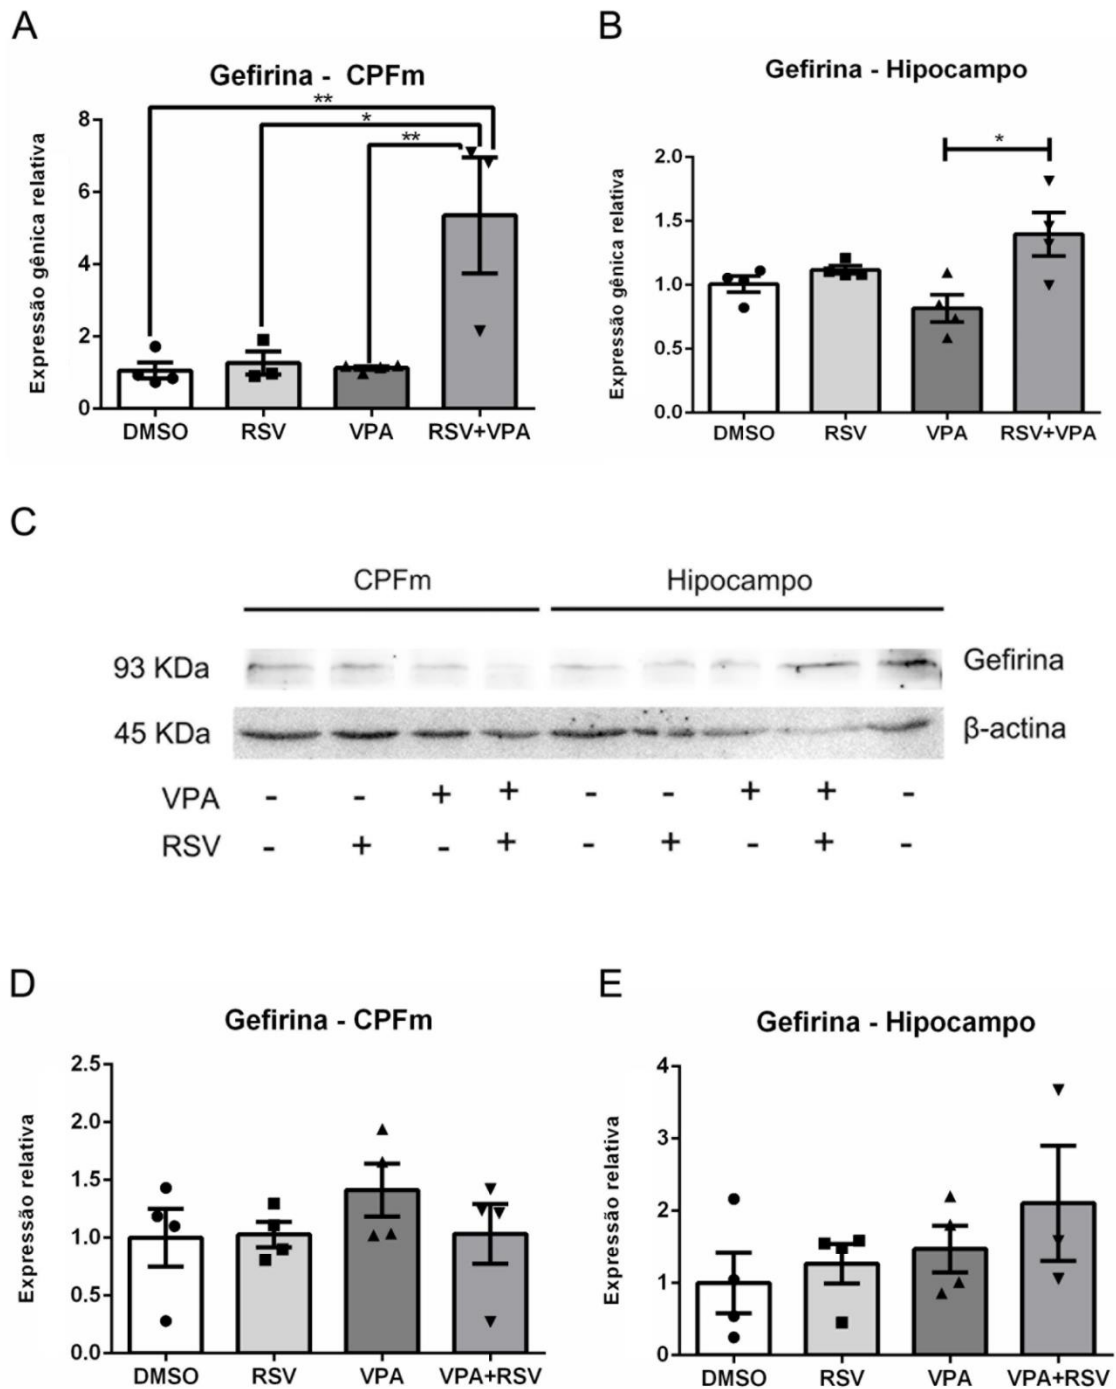 A
Gefirina - CPFm
Expressão gênica relativa
8
6
4
2
0
**
*
**
DMSO RSV VPA RSV+VPA
B
Gefirina - Hipocampo
Expressão gênica relativa
2.0
1.5
1.0
0.5
0.0
*
DMSO RSV VPA RSV+VPA
C
CPFm Hipocampo
93 KDa Gefirina
45 KDa β-actina
VPA - - + + - - + + -
RSV - + - + - + - + -
D
Gefirina - CPFm
Expressão relativa
2.5
2.0
1.5
1.0
0.5
0.0
DMSO RSV VPA VPA+RSV
E
Gefirina - Hipocampo
Expressão relativa
4
3
2
1
0
DMSO RSV VPA VPA+RSV